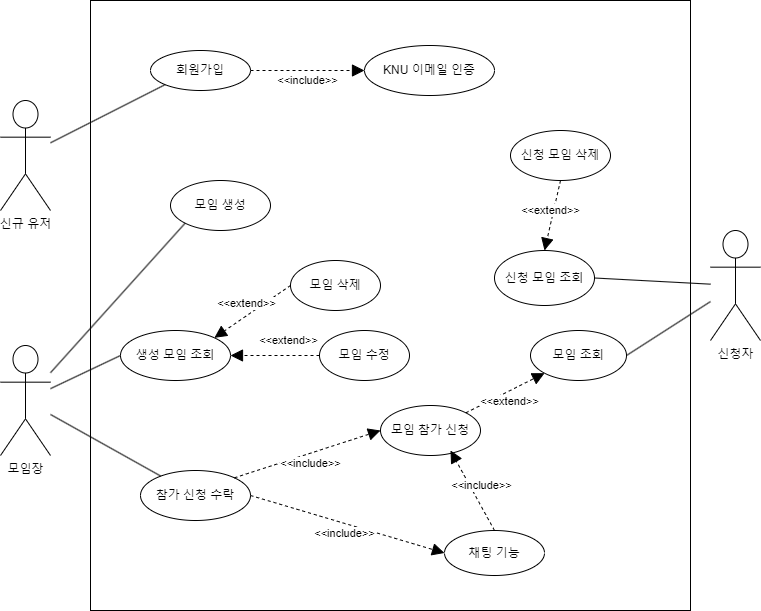 회원가입
<<include>>
KNU 이메일 인증
신규 유저
신청 모임 삭제
<<extend>>
모임 생성
신청 모임 조회
신청자
모임 삭제
<<extend>>
<<extend>>
생성 모임 조회
모임 수정
모임 조회
<<extend>>
모임장
모임 참가 신청
<<include>>
<<include>>
참가 신청 수락
<<include>>
채팅 기능